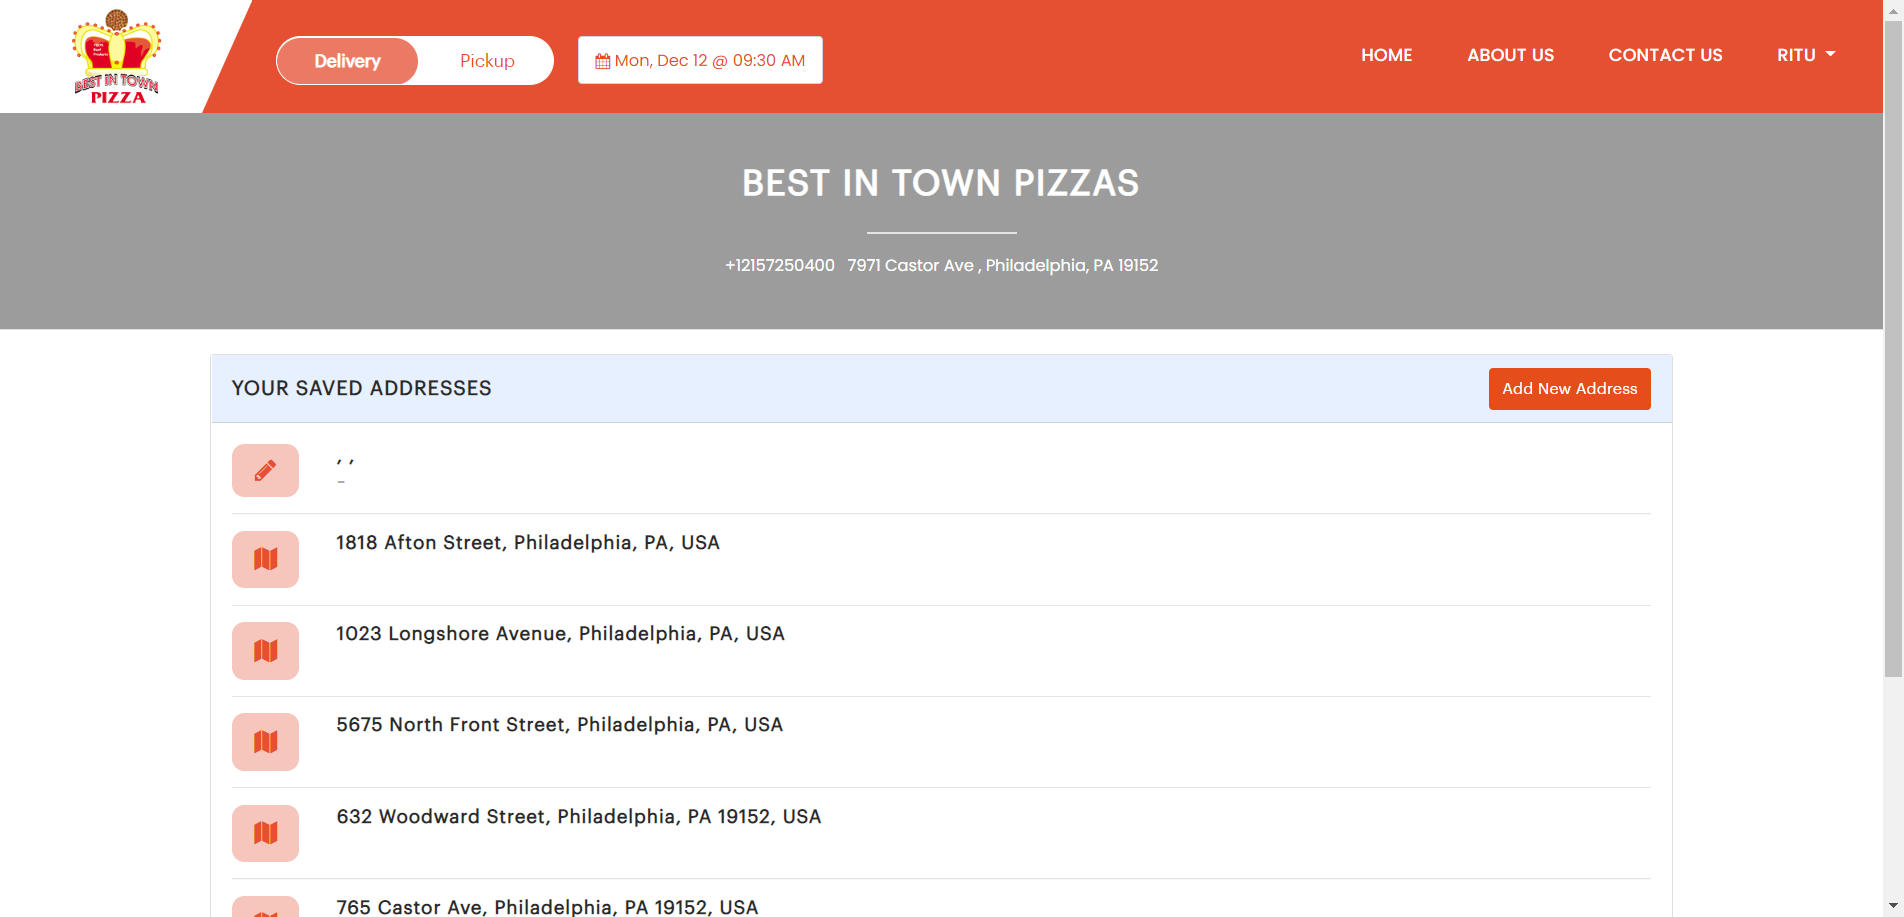 BEST IN TOWN
PIZZA
Delivery
Pickup
Mon, Dec 12 @ 09:30 AM
HOME
ABOUT US
CONTACT US
RITU
BEST IN TOWN PIZZAS
+12157250400 7971 Castor Ave , Philadelphia, PA 19152
YOUR SAVED ADDRESSES
Add New Address
, ,
-
1818 Afton Street, Philadelphia, PA, USA
1023 Longshore Avenue, Philadelphia, PA, USA
5675 North Front Street, Philadelphia, PA, USA
632 Woodward Street, Philadelphia, PA 19152, USA
765 Castor Ave, Philadelphia, PA 19152, USA